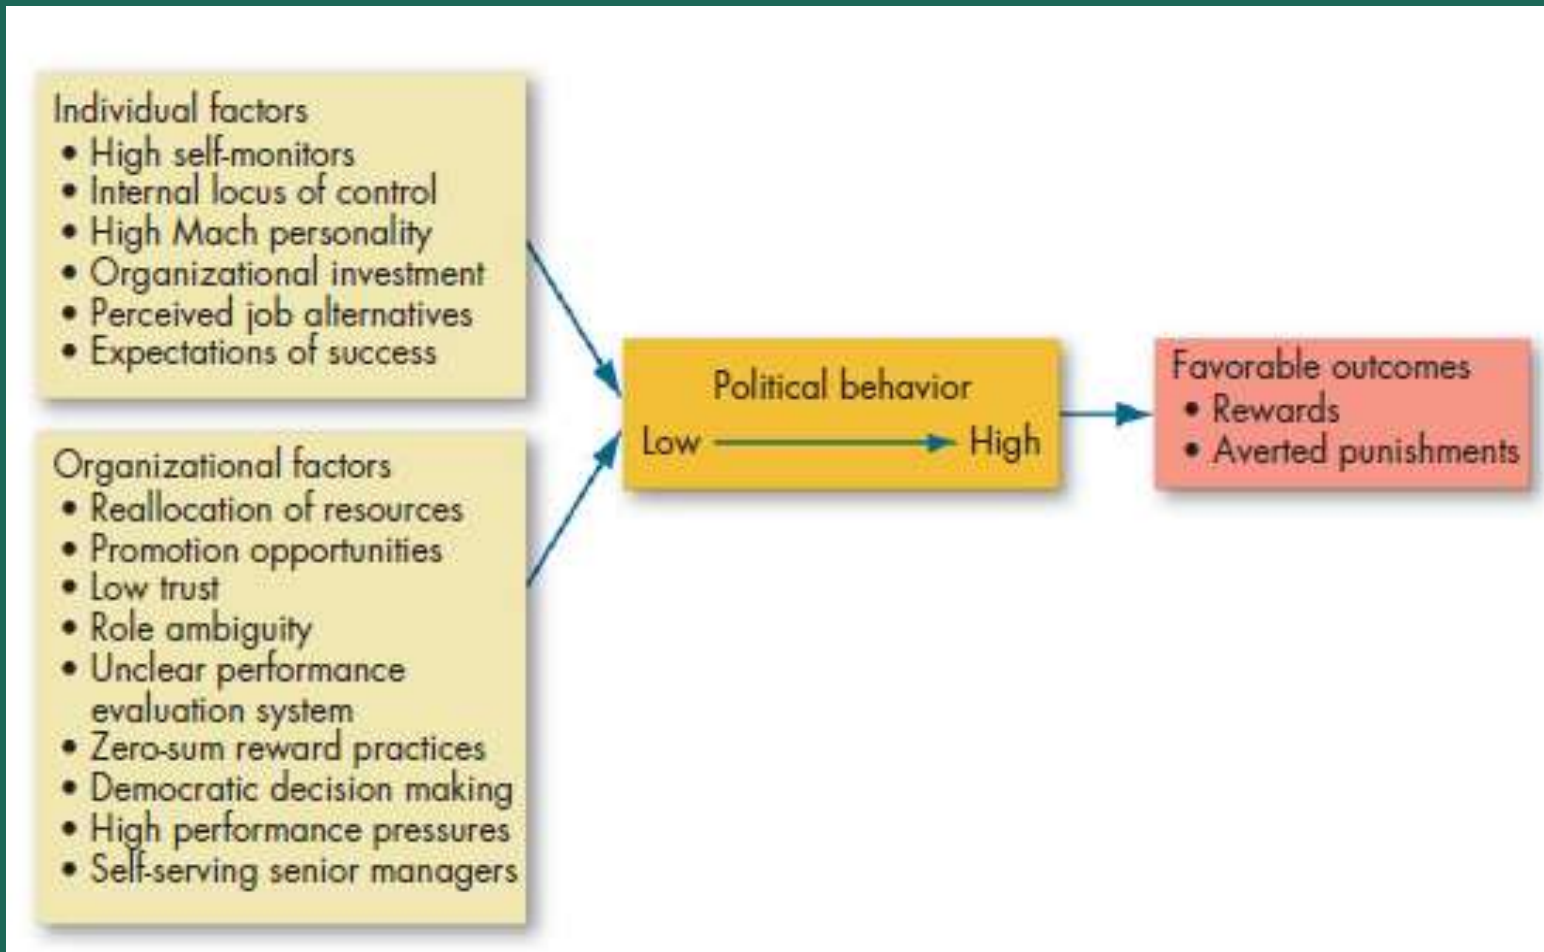 Individual factors
• High self-monitors
• Internal locus of control
• High Mach personality
• Organizational investment
• Perceived job alternatives
• Expectations of success
Organizational factors
• Reallocation of resources
• Promotion opportunities
• Low trust
• Role ambiguity
• Unclear performance
evaluation system
• Zero-sum reward practices
• Democratic decision making
• High performance pressures
• Self-serving senior managers
Political behavior
Low High
Favorable outcomes
• Rewards
• Averted punishments